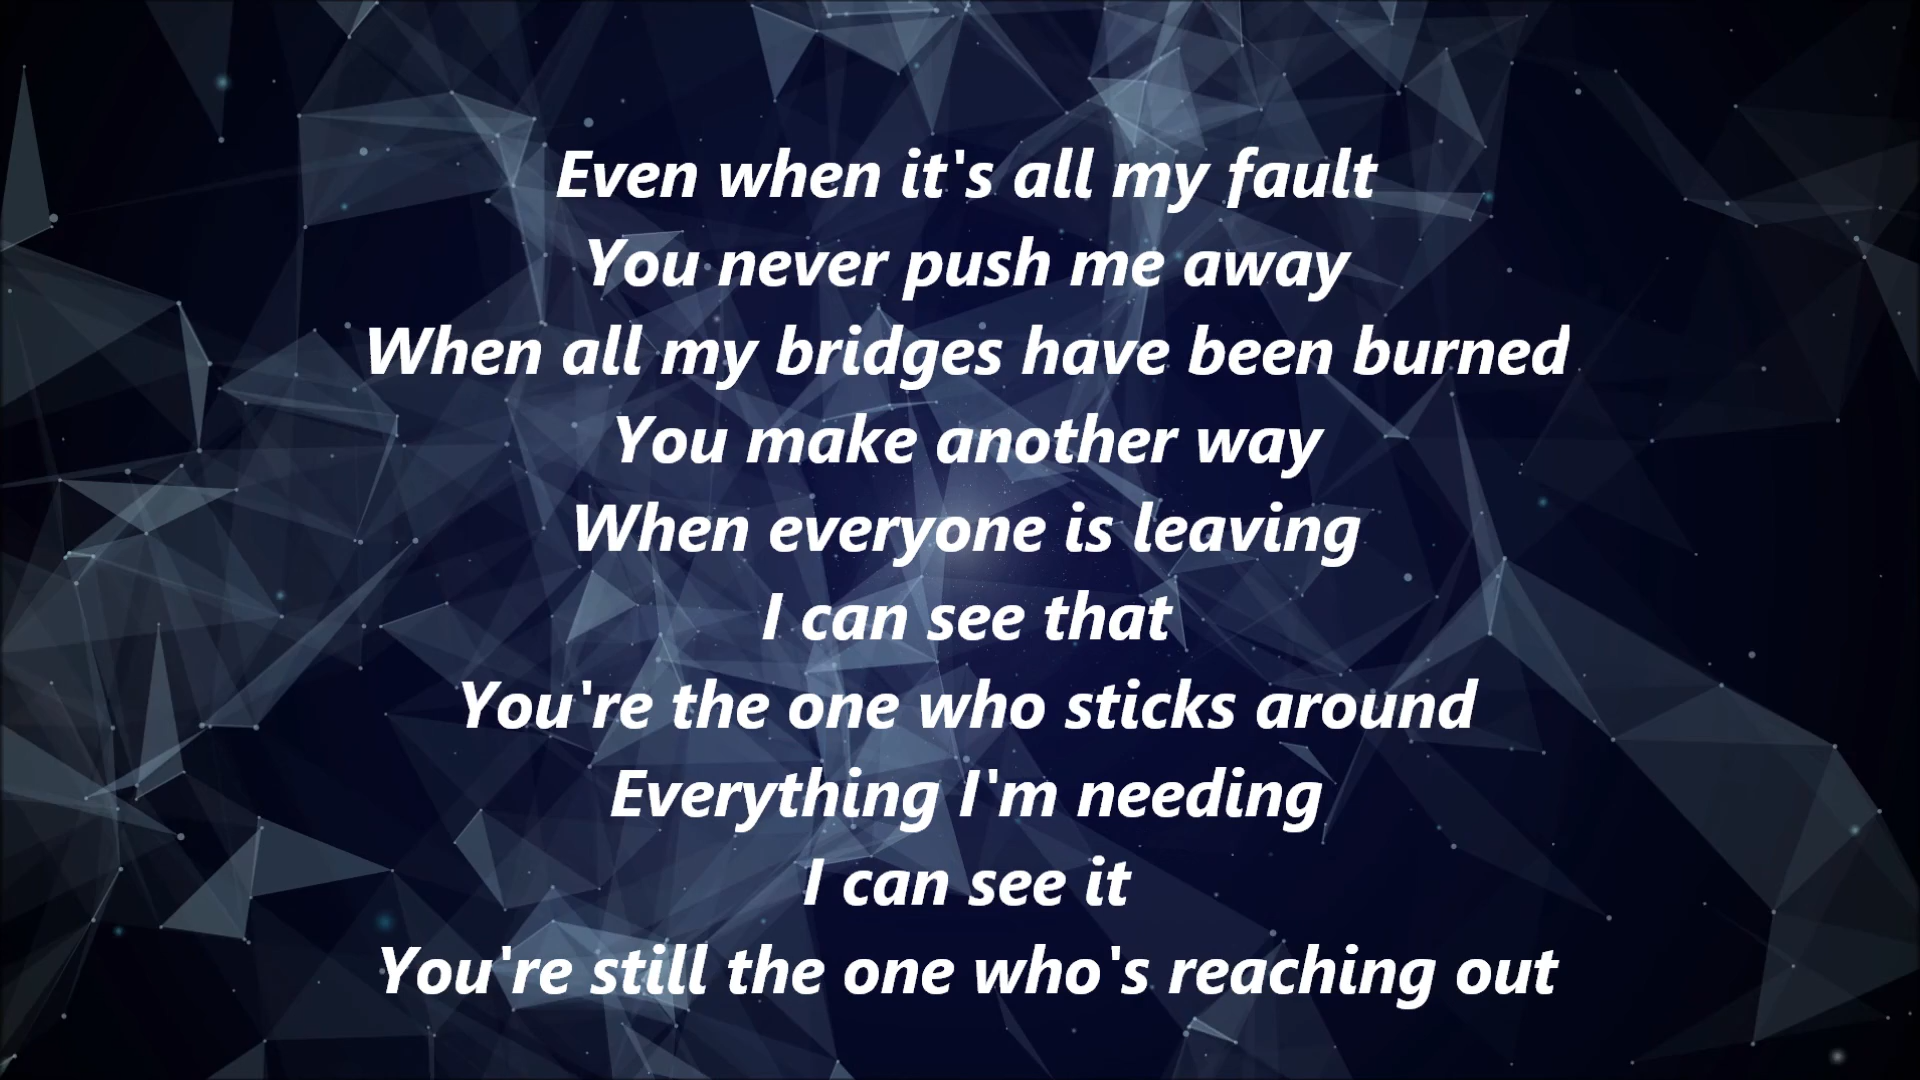 Even when it's all my fault
You never push me away
When all my bridges have been burned
You make another way
When everyone is leaving
I can see that
You're the one who sticks around
Everything I'm needing
I can see it
You're still the one who's reaching out